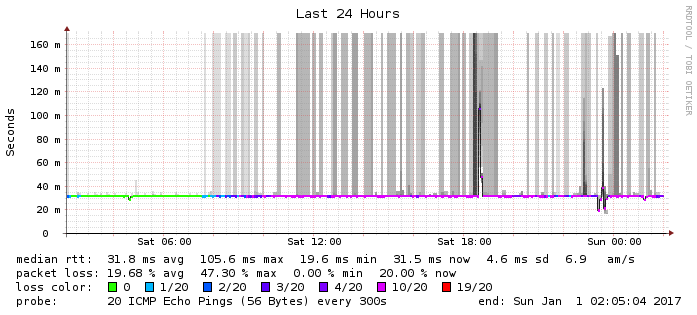 Last 24 Hours
RRDTOOL / TOBI OETIKER
Seconds
160 m
140 m
120 m
100 m
80 m
60 m
40 m
20 m
0
Sat 06:00 Sat 12:00 Sat 18:00 Sun 00:00
median rtt: 31.8 ms avg 105.6 ms max 19.6 ms min 31.5 ms now 4.6 ms sd 6.9 am/s
packet loss: 19.68 % avg 47.30 % max 0.00 % min 20.00 % now
loss color: 0 1/20 2/20 3/20 4/20 10/20 19/20
probe: 20 ICMP Echo Pings (56 Bytes) every 300s end: Sun Jan 1 02:05:04 2017